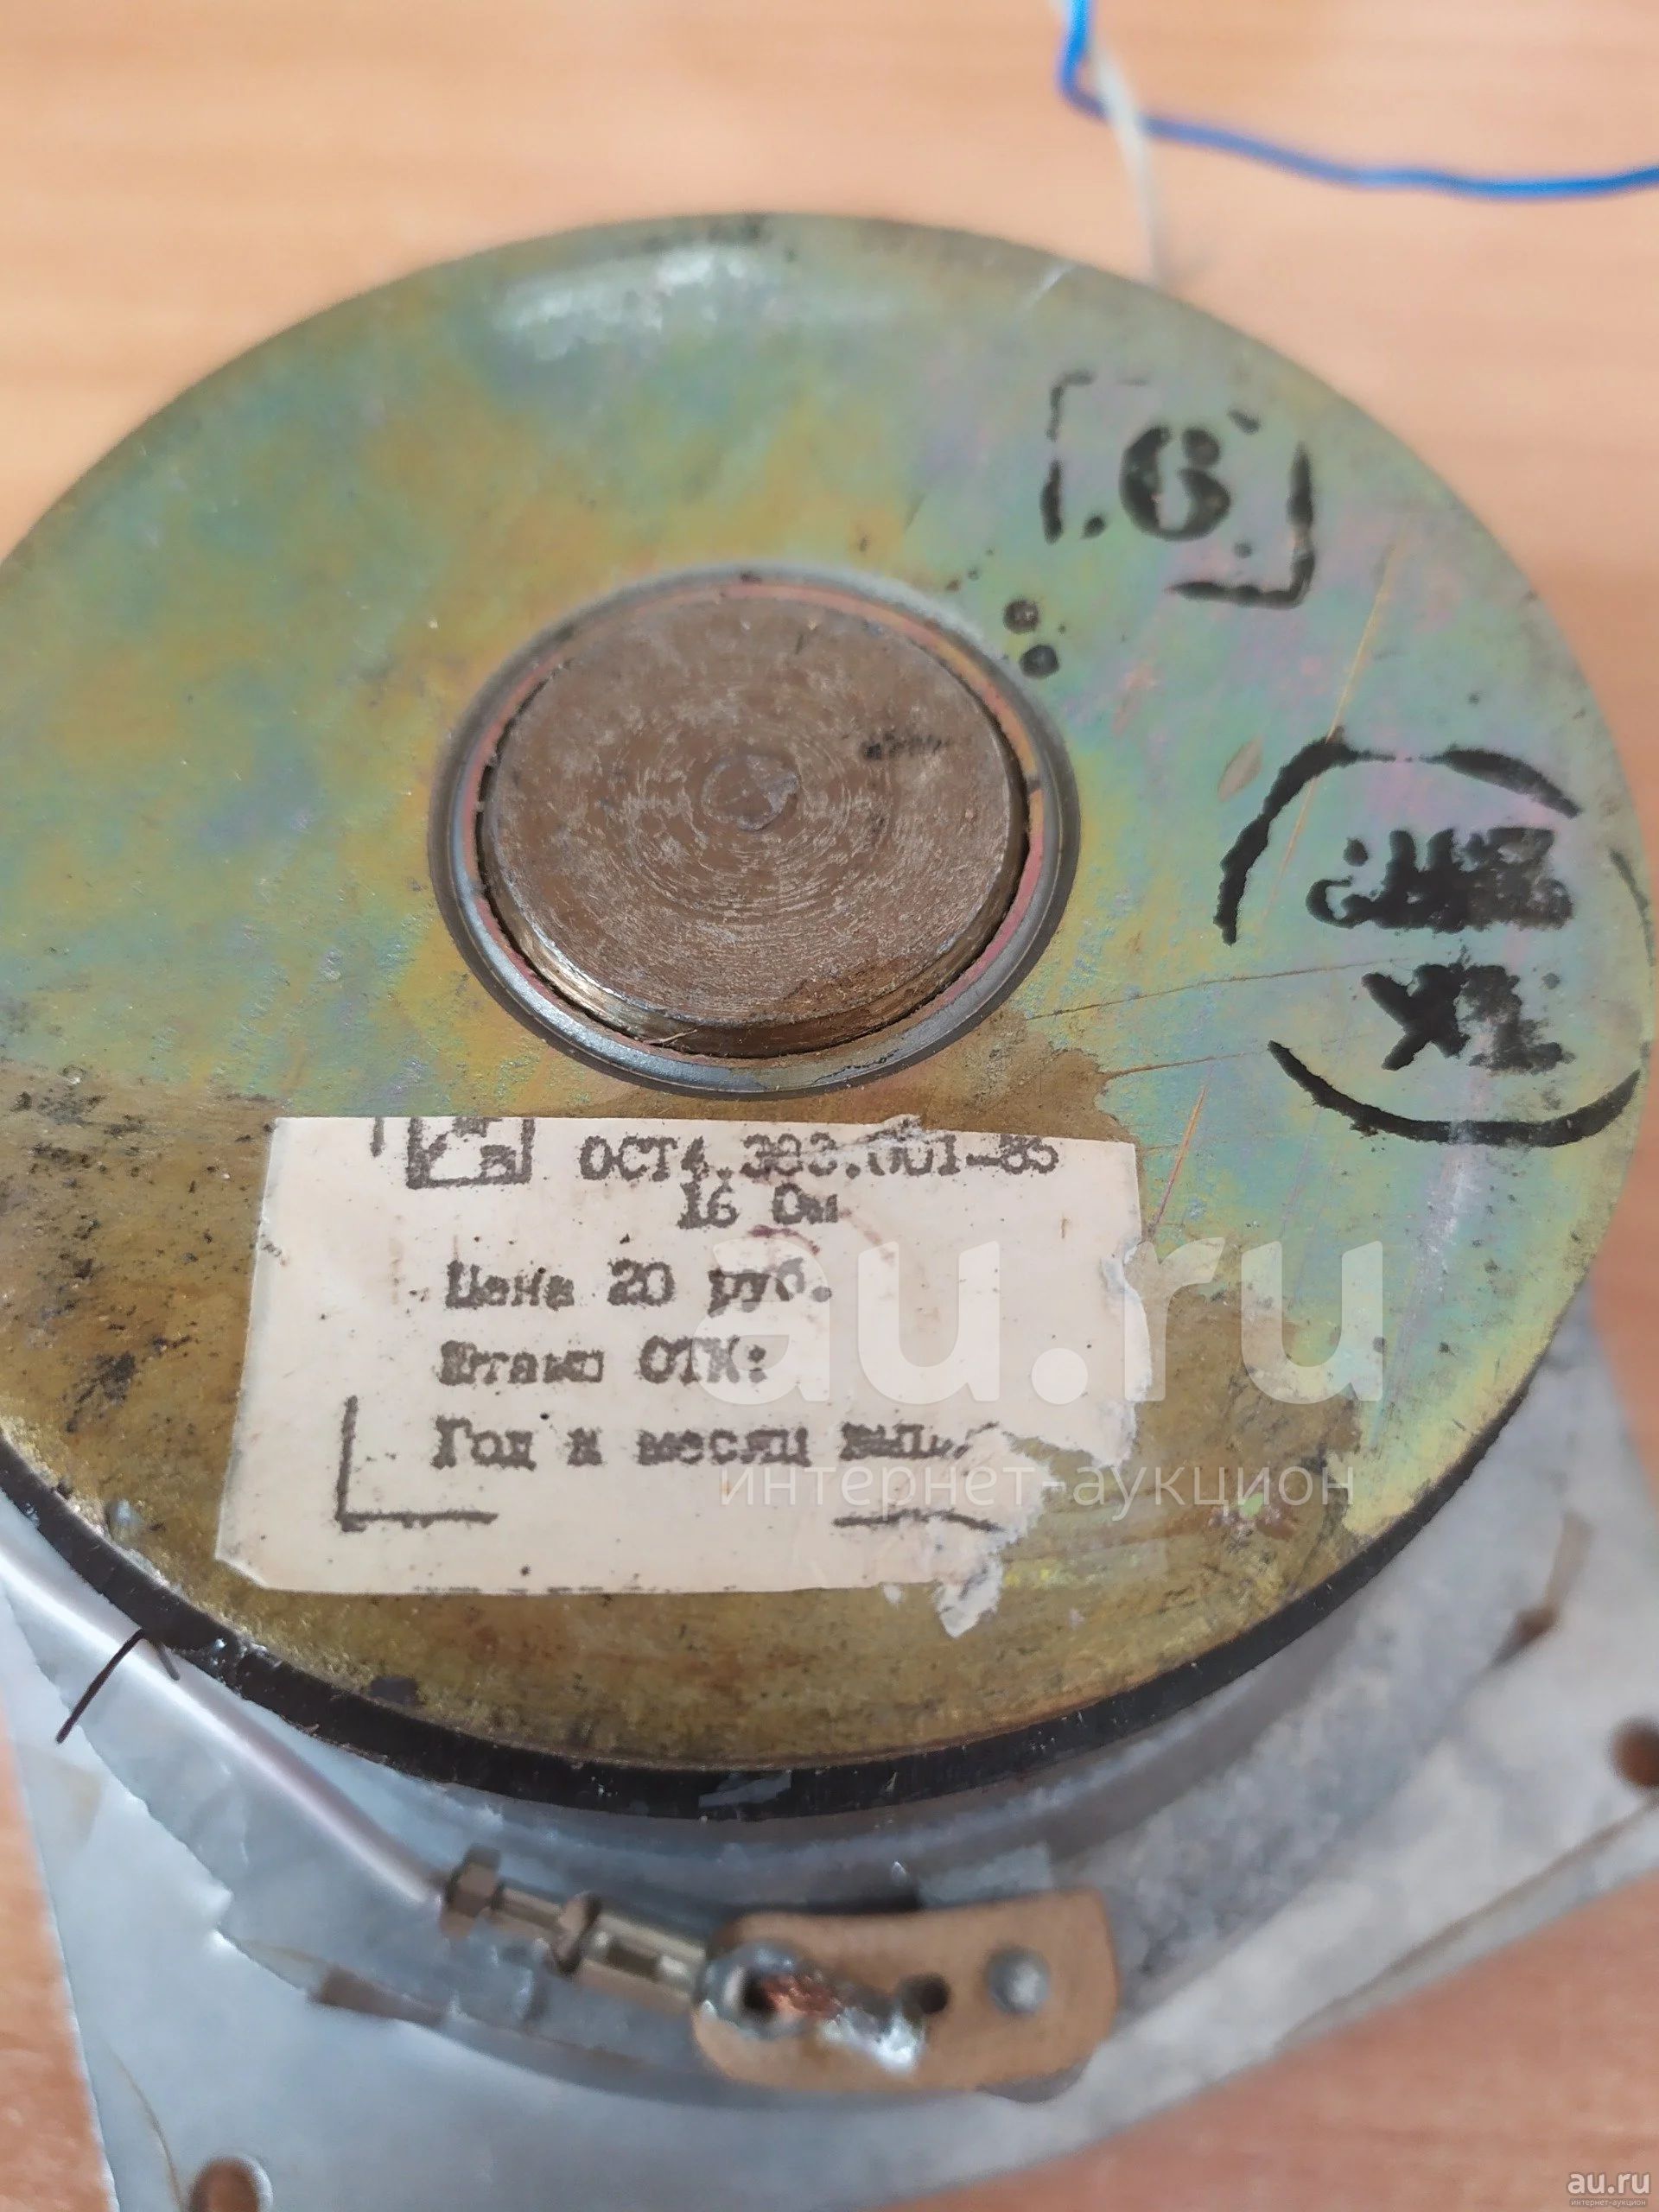 6
ОСТ4.383.001-85
16 Ом
Цена 20 руб.
Штамп ОТК:
Год и месяц вып
au.ru
интернет-аукцион
au.ru
интернет-аукцион